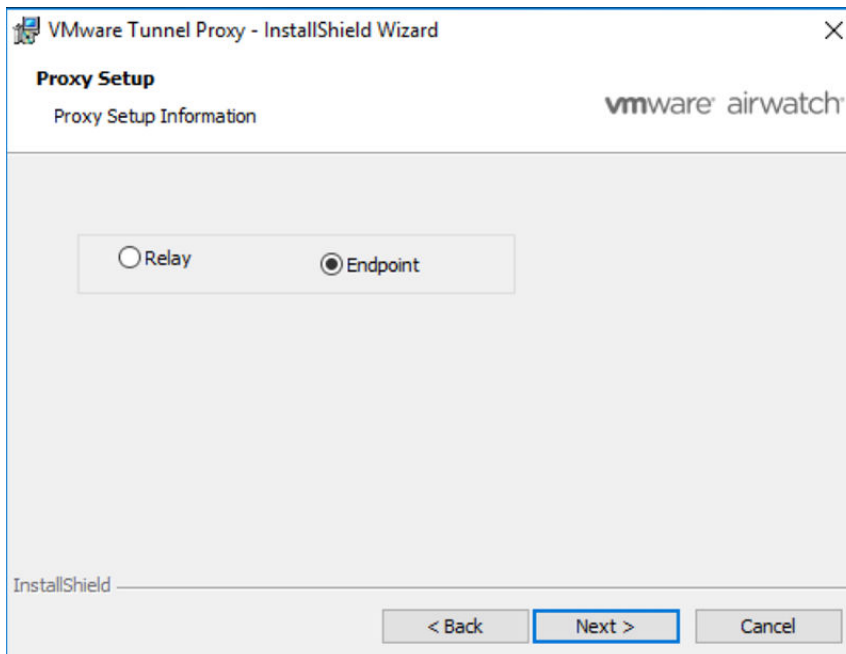 VMware Tunnel Proxy - InstallShield Wizard
Proxy Setup
Proxy Setup Information
vmware airwatch
Relay
Endpoint
InstallShield
< Back Next > Cancel